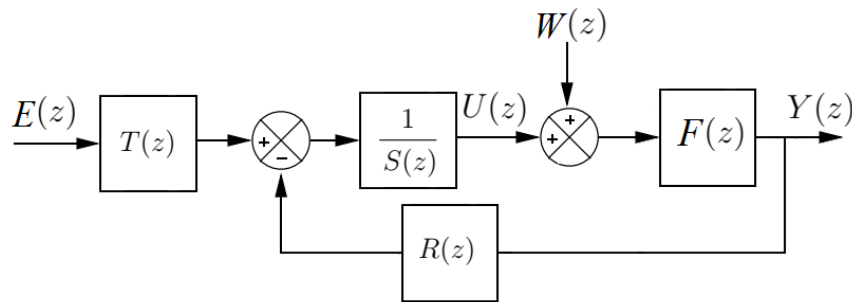 W(z)
E(z)
T(z)
+
-
1
S(z)
U(z)
+
+
F(z)
Y(z)
R(z)